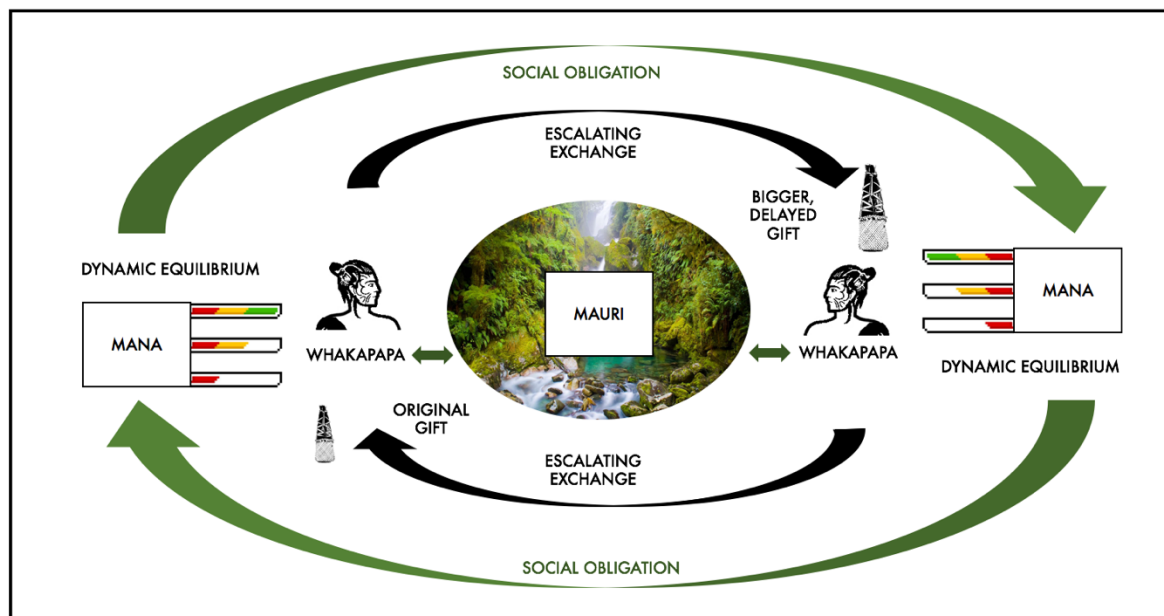 SOCIAL OBLIGATION
ESCALATING
EXCHANGE
BIGGER,
DELAYED
GIFT
DYNAMIC EQUILIBRIUM
MANA
MAURI
MANA
WHAKAPAPA
WHAKAPAPA
DYNAMIC EQUILIBRIUM
ORIGINAL
GIFT
ESCALATING
EXCHANGE
SOCIAL OBLIGATION